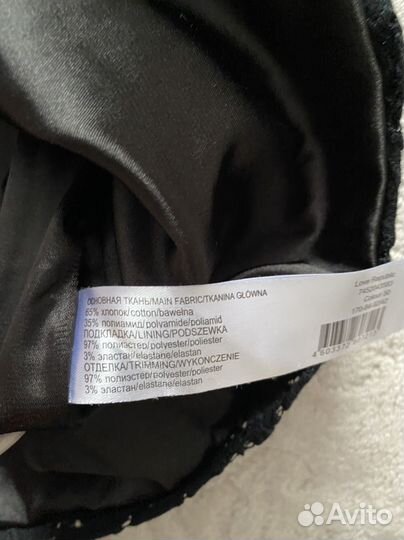 ОСНОВНАЯ ТКАНЬ/MAIN FABRIC/TKANINA GŁÓWNA
65% хлопок/cotton/bawełna
35% полиамид/polyamide/poliamid
ПОДКЛАДКА/LINING/PODSZEWKA
97% полиэстер/polyester/poliester
3% эластан/elastane/elastan
ОТДЕЛКА/TRIMMING/WYKOŃCZENIE
97% полиэстер/polyester/poliester
3% эластан/elastane/elastan
Love Republic
Colour 50
Avito